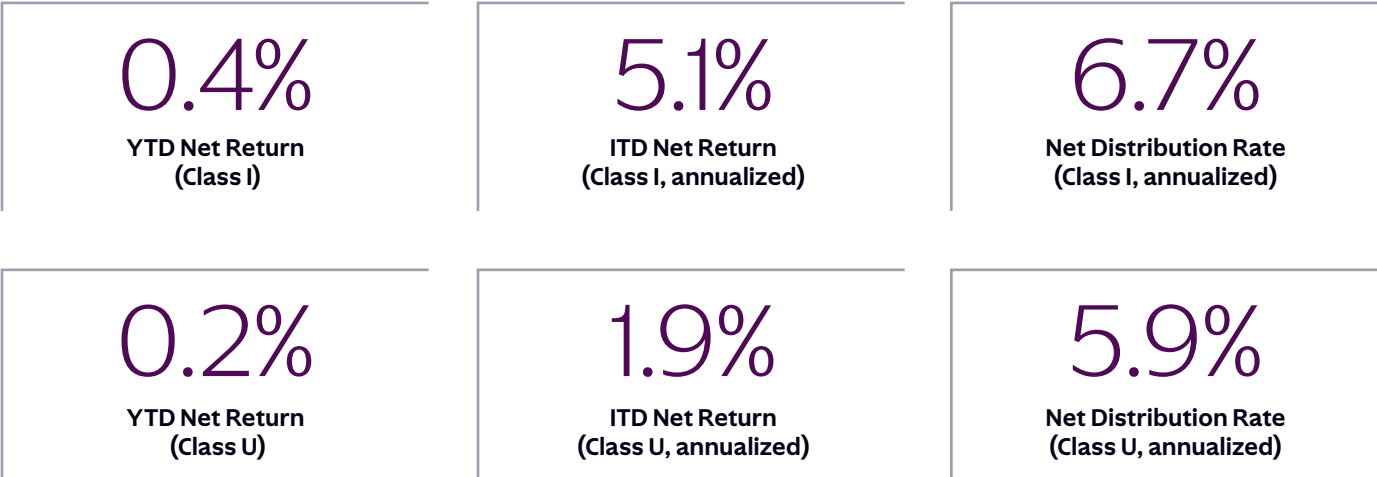 0.4%
YTD Net Return
(Class I)
5.1%
ITD Net Return
(Class I, annualized)
6.7%
Net Distribution Rate
(Class I, annualized)
0.2%
YTD Net Return
(Class U)
1.9%
ITD Net Return
(Class U, annualized)
5.9%
Net Distribution Rate
(Class U, annualized)